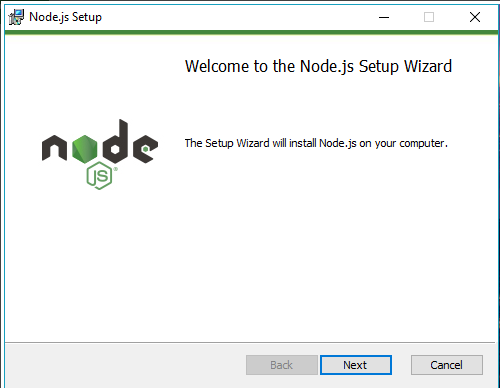 Node.js Setup
Welcome to the Node.js Setup Wizard
The Setup Wizard will install Node.js on your computer.
node
JS®
Back
Next
Cancel